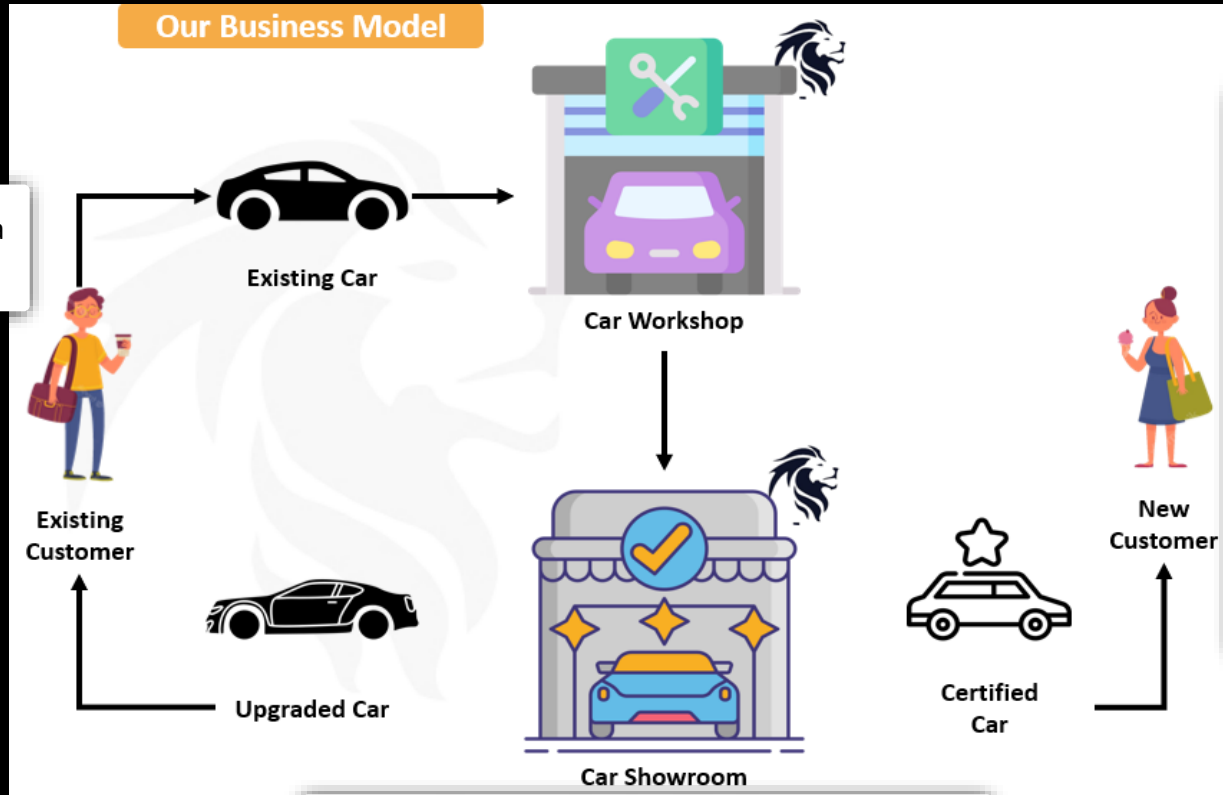 Our Business Model
Existing Car
Car Workshop
Existing
Customer
New
Customer
Upgraded Car
Certified
Car
Car Showroom